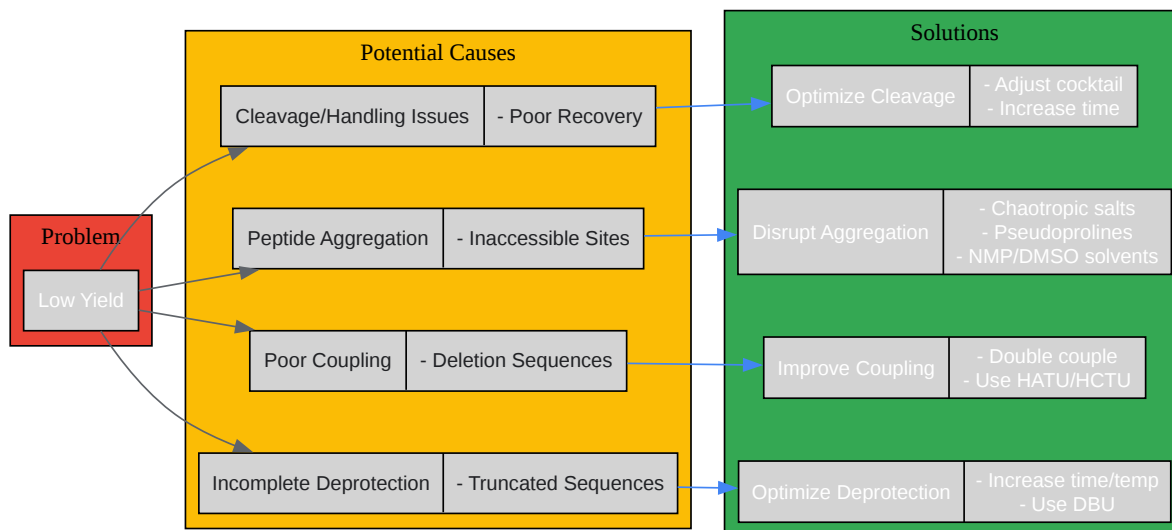 Problem
Low Yield
Potential Causes
Cleavage/Handling Issues
- Poor Recovery
Peptide Aggregation
- Inaccessible Sites
Poor Coupling
- Deletion Sequences
Incomplete Deprotection
- Truncated Sequences
Solutions
Optimize Cleavage
- Adjust cocktail
- Increase time
Disrupt Aggregation
- Chaotropic salts
- Pseudoprolines
- NMP/DMSO solvents
Improve Coupling
- Double couple
- Use HATU/HCTU
Optimize Deprotection
- Increase time/temp
- Use DBU